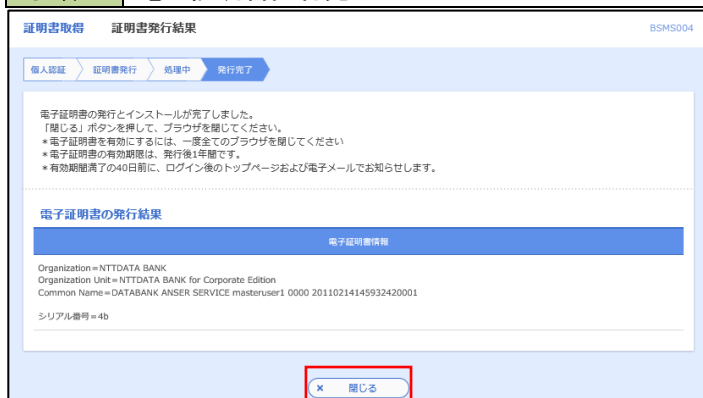 証明書取得 証明書発行結果 BSMS004
個人認証 証明書発行 処理中 発行完了
電子証明書の発行とインストールが完了しました。
「閉じる」ボタンを押して、ブラウザを閉じてください。
*電子証明書を有効にするには、一度全てのブラウザを閉じてください
*電子証明書の有効期限は、発行後1年間です。
*有効期間満了の40日前に、ログイン後のトップページおよび電子メールでお知らせします。
電子証明書の発行結果
電子証明書情報
Organization=NTTDATA BANK
Organization Unit=NTTDATA BANK for Corporate Edition
Common Name=DATABANK ANSER SERVICE masteruser1 0000 20110214145932420001
シリアル番号=4b
× 閉じる